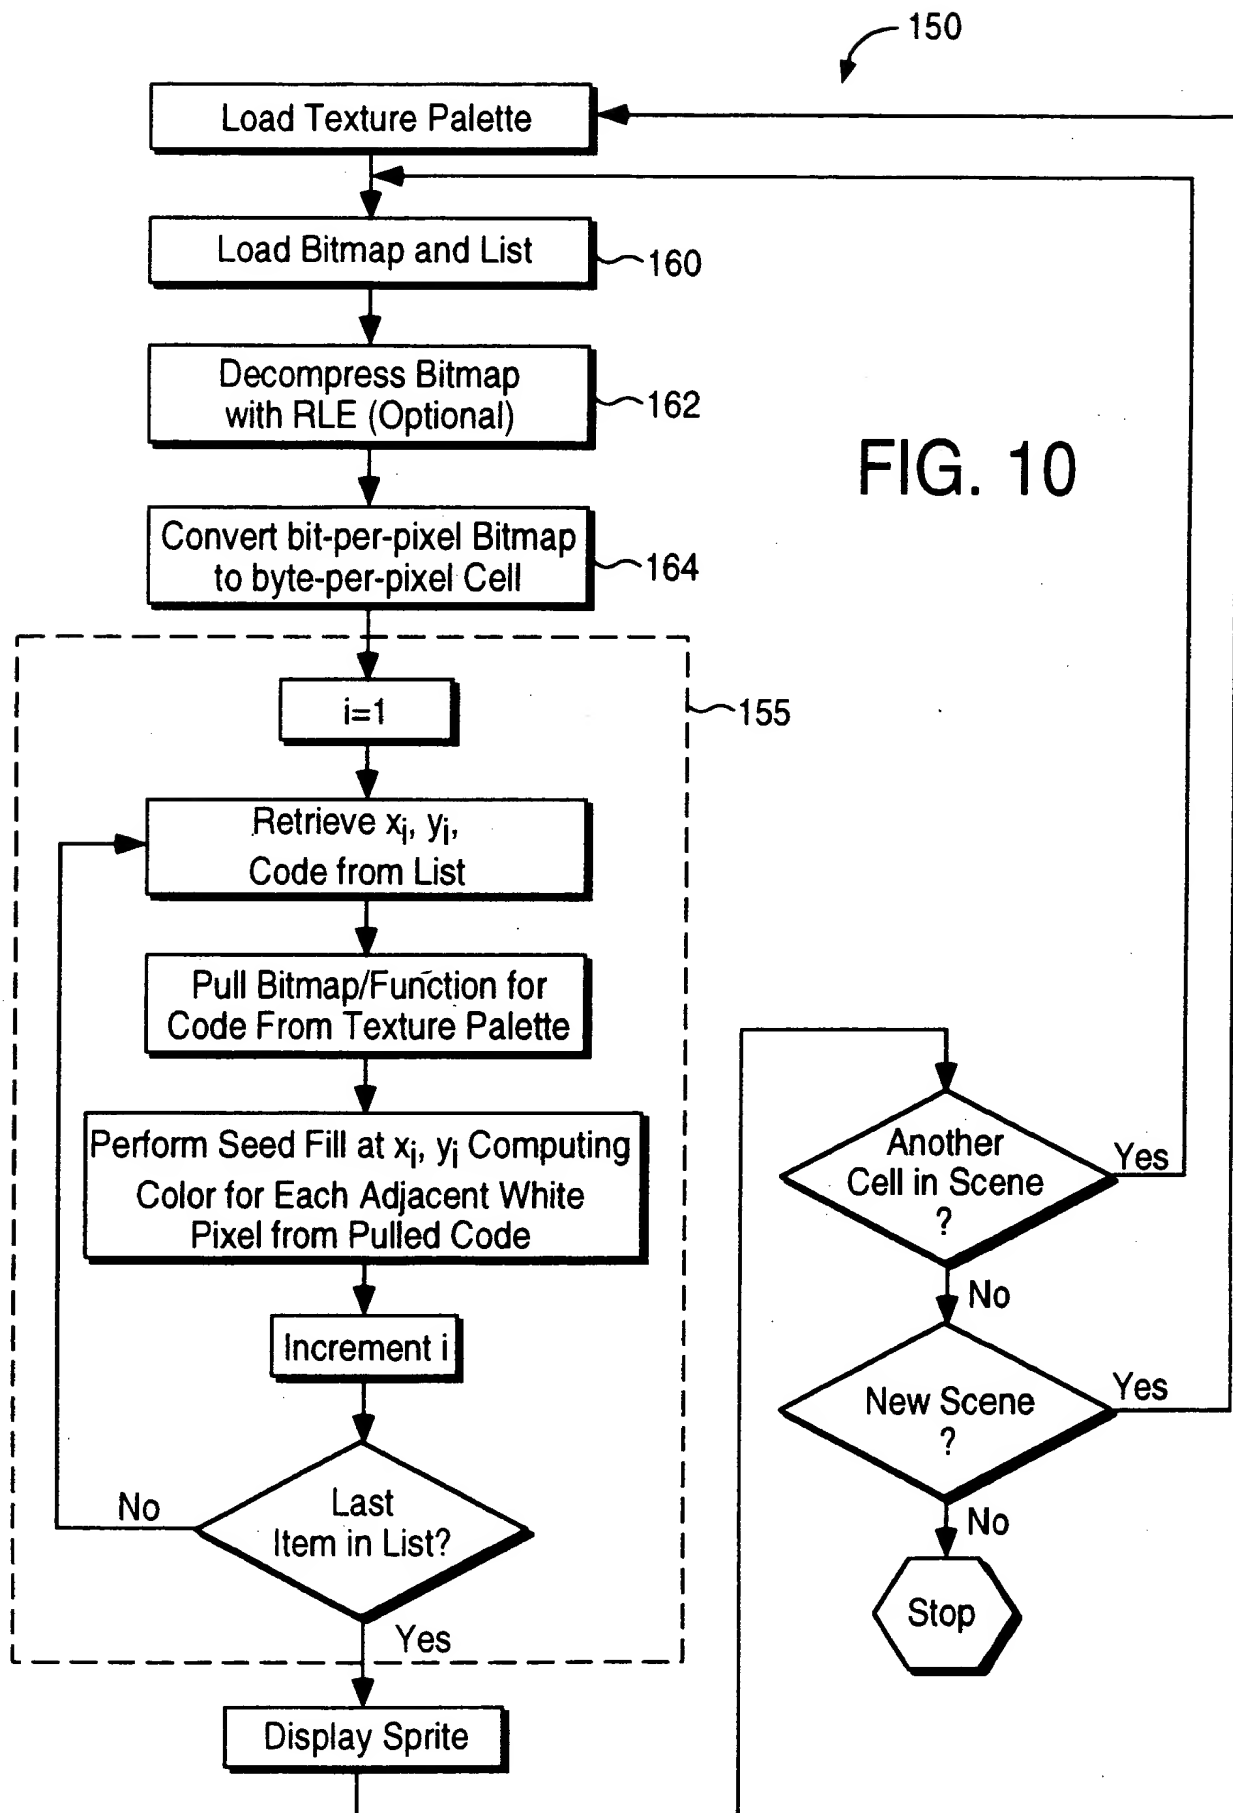 150
Load Texture Palette
Load Bitmap and List
160
Decompress Bitmap
with RLE (Optional)
162
FIG. 10
Convert bit-per-pixel Bitmap
to byte-per-pixel Cell
164
i=1
155
Retrieve xi, yi,
Code from List
Pull Bitmap/Function for
Code From Texture Palette
Perform Seed Fill at xi, yi Computing
Color for Each Adjacent White
Pixel from Pulled Code
Increment i
Last
Item in List?
No
Yes
Display Sprite
Another
Cell in Scene
?
Yes
No
New Scene
?
Yes
No
Stop